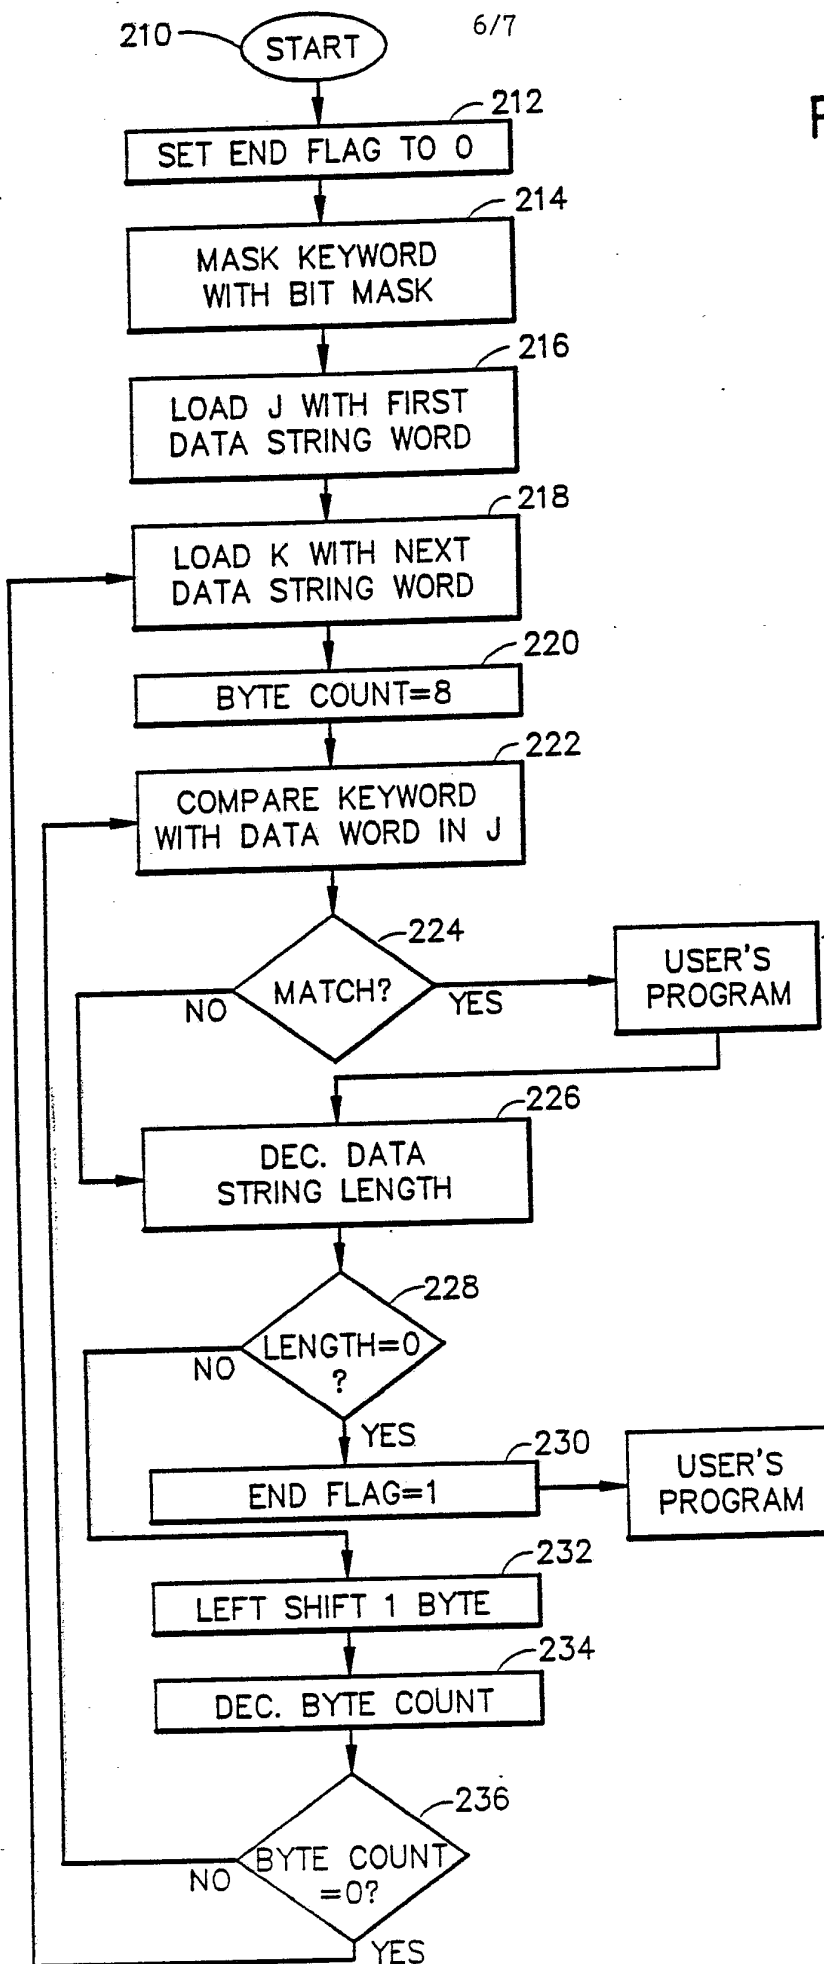 6/7
210
START
F
212
SET END FLAG TO 0
214
MASK KEYWORD
WITH BIT MASK
216
LOAD J WITH FIRST
DATA STRING WORD
218
LOAD K WITH NEXT
DATA STRING WORD
220
BYTE COUNT=8
222
COMPARE KEYWORD
WITH DATA WORD IN J
224
MATCH?
NO
YES
USER'S
PROGRAM
226
DEC. DATA
STRING LENGTH
228
LENGTH=0
?
NO
YES
230
END FLAG=1
USER'S
PROGRAM
232
LEFT SHIFT 1 BYTE
234
DEC. BYTE COUNT
236
BYTE COUNT
=0?
NO
YES